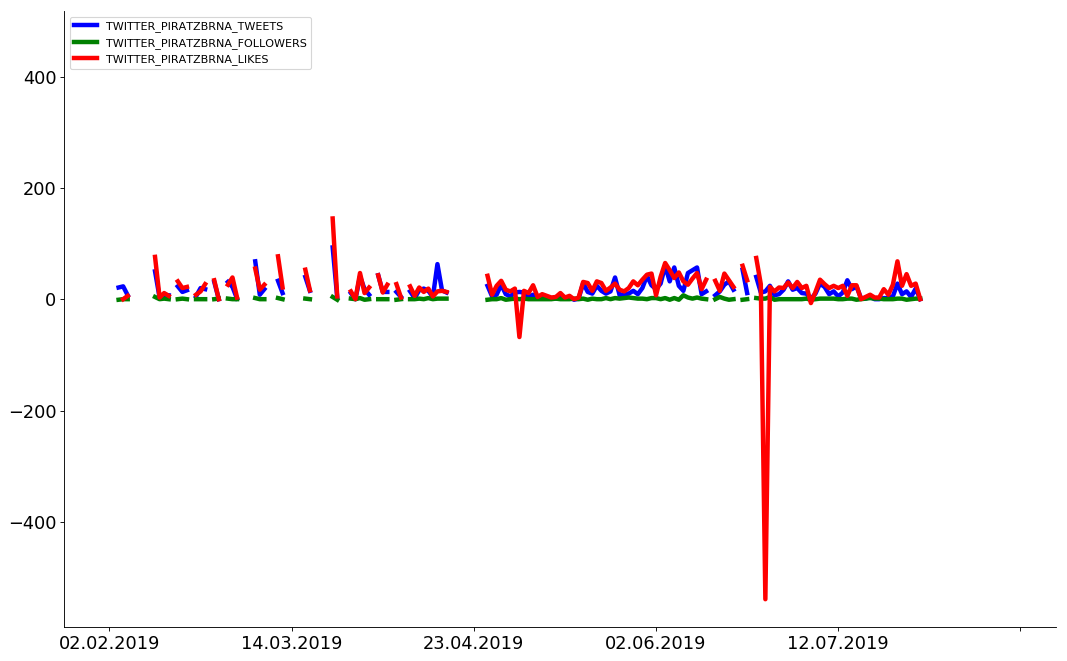 TWITTER_PIRATZBRNA_TWEETS
TWITTER_PIRATZBRNA_FOLLOWERS
TWITTER_PIRATZBRNA_LIKES
400
200
0
−200
−400
02.02.2019 14.03.2019 23.04.2019 02.06.2019 12.07.2019